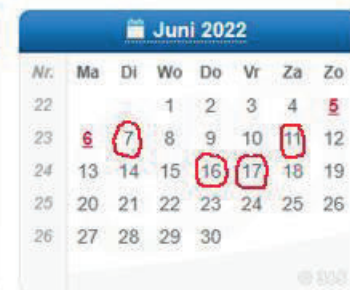 Juni 2022
Nr. Ma Di Wo Do Vr Za Zo
22 1 2 3 4 5
23 6 7 8 9 10 11 12
24 13 14 15 16 17 18 19
25 20 21 22 23 24 25 26
26 27 28 29 30